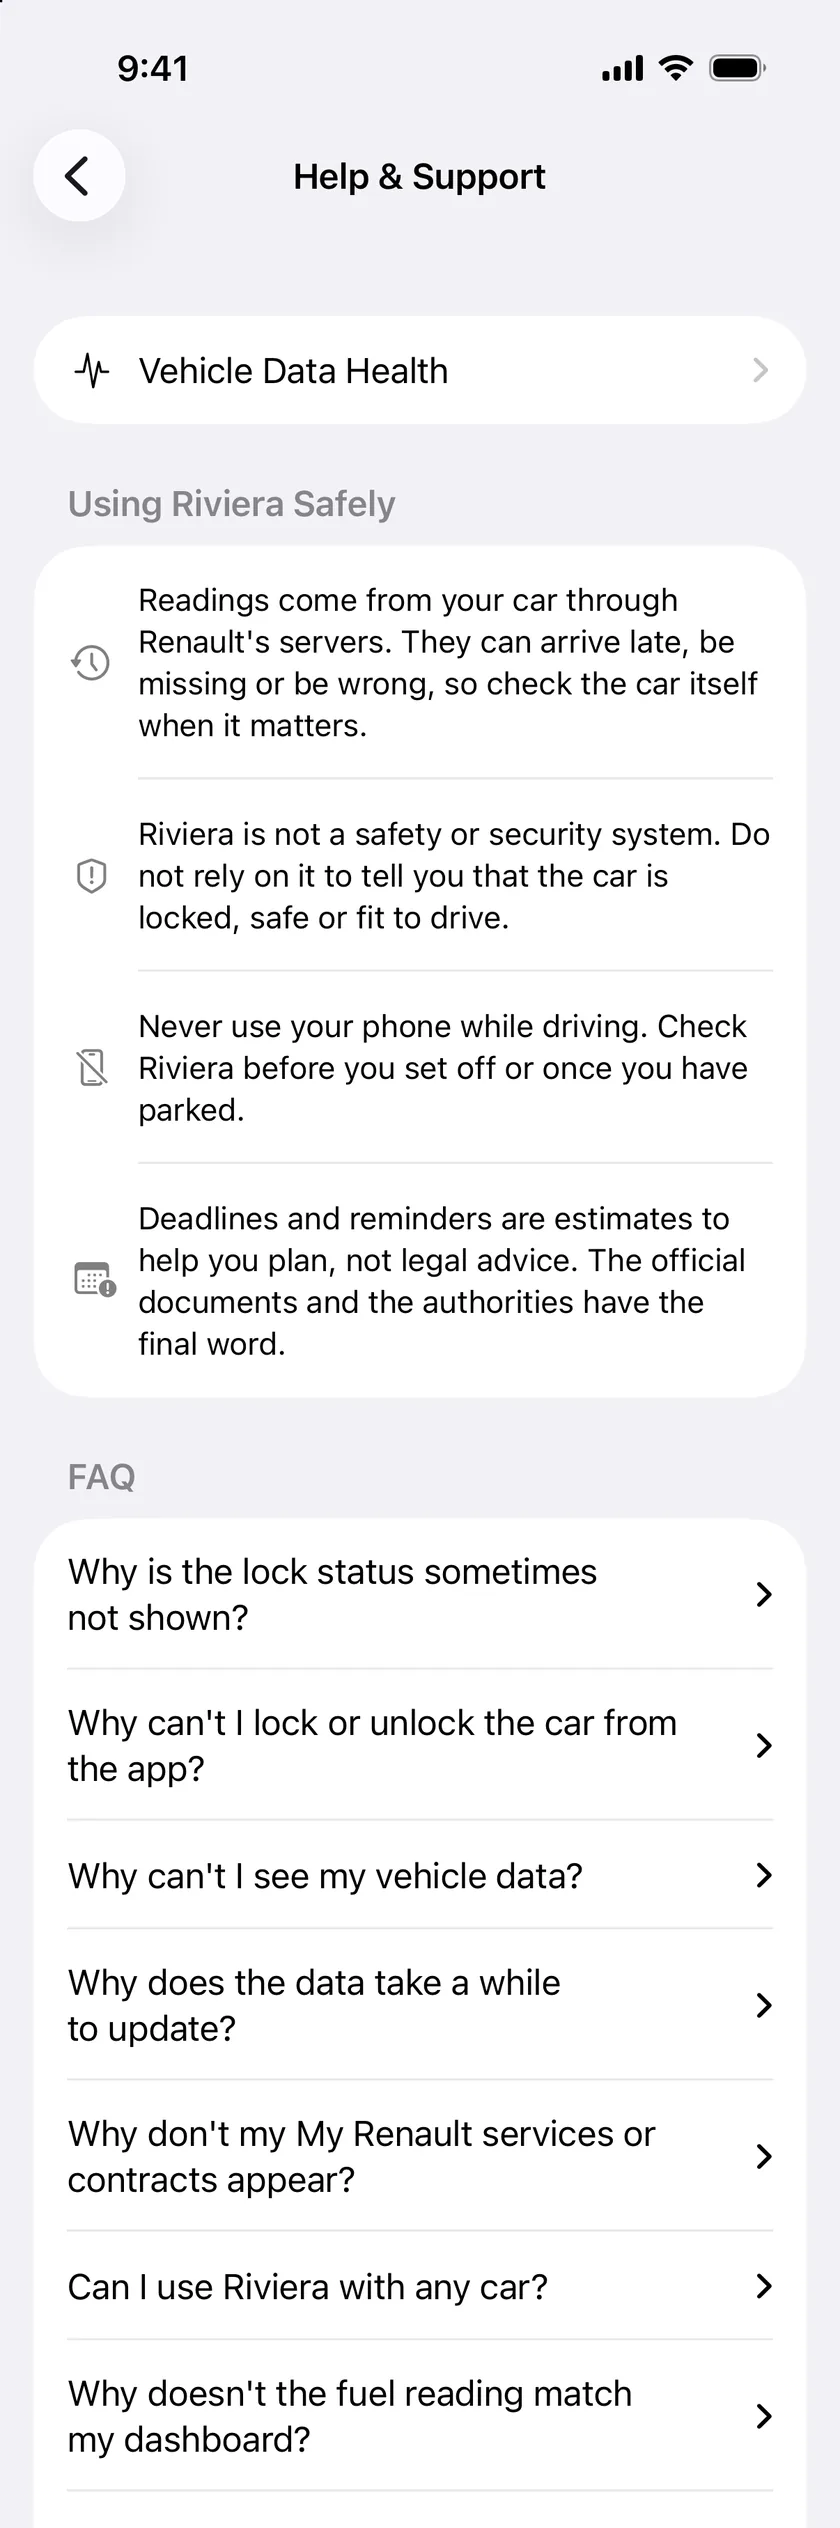 9:41
Help & Support
Vehicle Data Health
Using Riviera Safely
Readings come from your car through
Renault's servers. They can arrive late, be
missing or be wrong, so check the car itself
when it matters.
Riviera is not a safety or security system. Do
not rely on it to tell you that the car is
locked, safe or fit to drive.
Never use your phone while driving. Check
Riviera before you set off or once you have
parked.
Deadlines and reminders are estimates to
help you plan, not legal advice. The official
documents and the authorities have the
final word.
FAQ
Why is the lock status sometimes
not shown?
Why can't I lock or unlock the car from
the app?
Why can't I see my vehicle data?
Why does the data take a while
to update?
Why don't my My Renault services or
contracts appear?
Can I use Riviera with any car?
Why doesn't the fuel reading match
my dashboard?